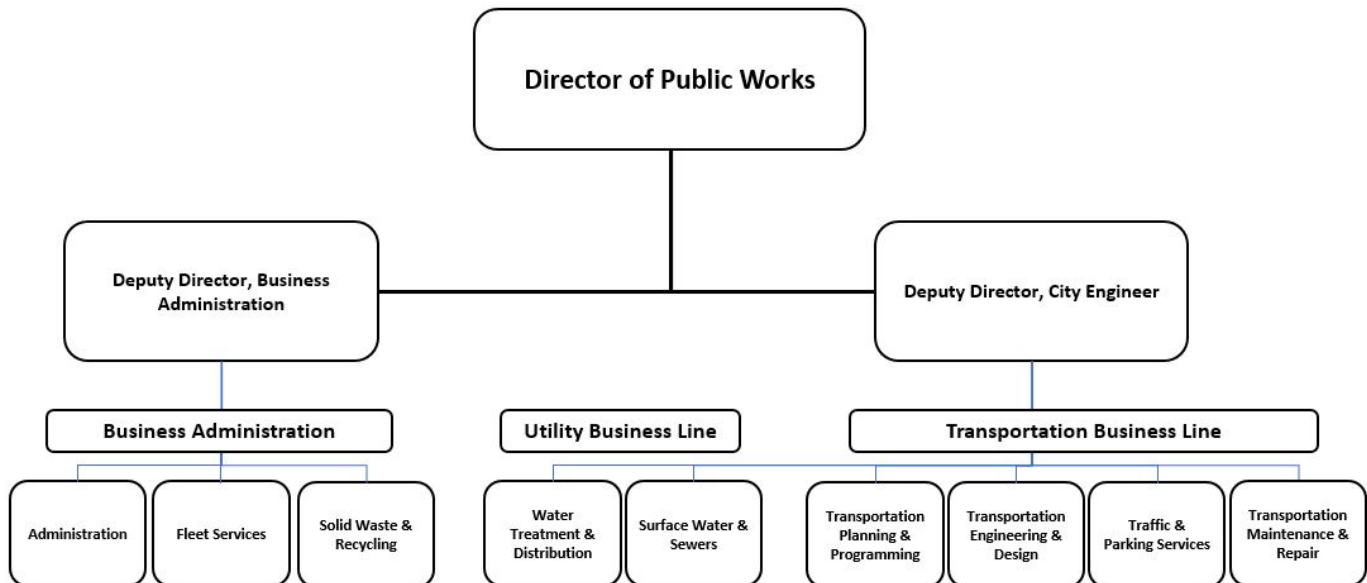 Director of Public Works
Deputy Director, Business
Administration
Deputy Director, City Engineer
Business Administration
Utility Business Line
Transportation Business Line
Administration
Fleet Services
Solid Waste &
Recycling
Water
Treatment &
Distribution
Surface Water &
Sewers
Transportation
Planning &
Programming
Transportation
Engineering &
Design
Traffic &
Parking Services
Transportation
Maintenance &
Repair